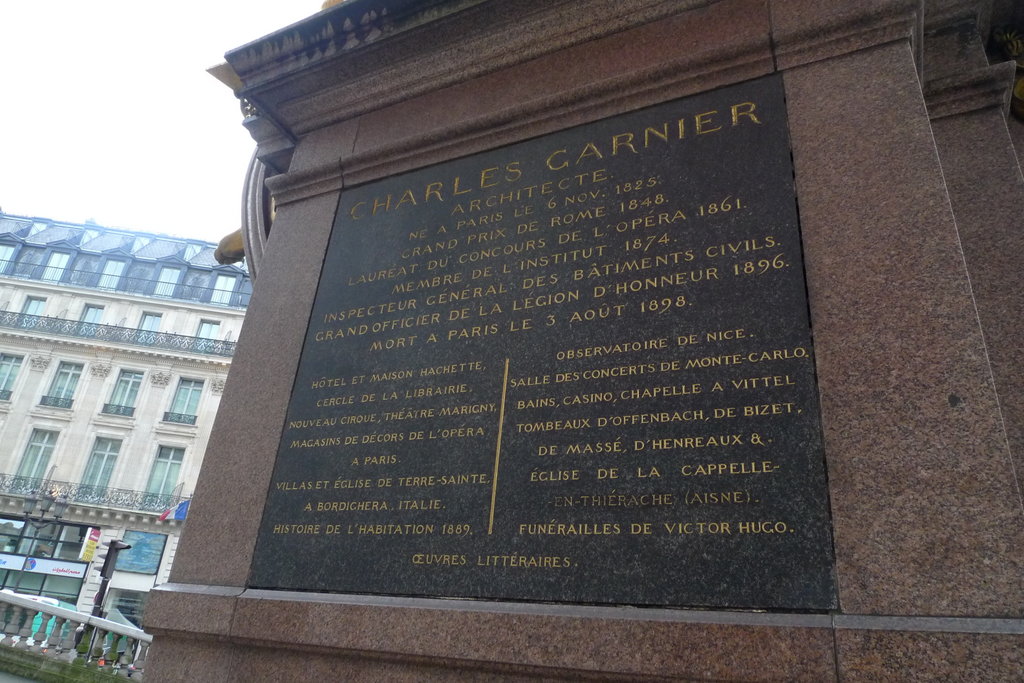 CHARLES GARNIER
ARCHITECTE.
NE A PARIS LE 6 NOV. 1825.
GRAND PRIX DE ROME 1848.
LAURÉAT DU CONCOURS DE L'OPÉRA 1861.
MEMBRE DE L'INSTITUT 1874.
INSPECTEUR GÉNÉRAL DES BÂTIMENTS CIVILS.
GRAND OFFICIER DE LA LÉGION D'HONNEUR 1896.
MORT A PARIS LE 3 AOÛT 1898.
HÔTEL ET MAISON HACHETTE,
CERCLE DE LA LIBRAIRIE,
NOUVEAU CIRQUE, THÉÂTRE MARIGNY,
MAGASINS DE DÉCORS DE L'OPÉRA
A PARIS.
VILLAS ET ÉGLISE DE TERRE-SAINTE,
A BORDIGHERA, ITALIE.
HISTOIRE DE L'HABITATION 1889.
OBSERVATOIRE DE NICE.
SALLE DES CONCERTS DE MONTE-CARLO.
BAINS, CASINO, CHAPELLE A VITTEL
TOMBEAUX D'OFFENBACH, DE BIZET,
DE MASSÉ, D'HENREAUX &.
ÉGLISE DE LA CAPPELLE-
EN-THIÉRACHE (AISNE).
FUNÉRAILLES DE VICTOR HUGO.
ŒUVRES LITTÉRAIRES.